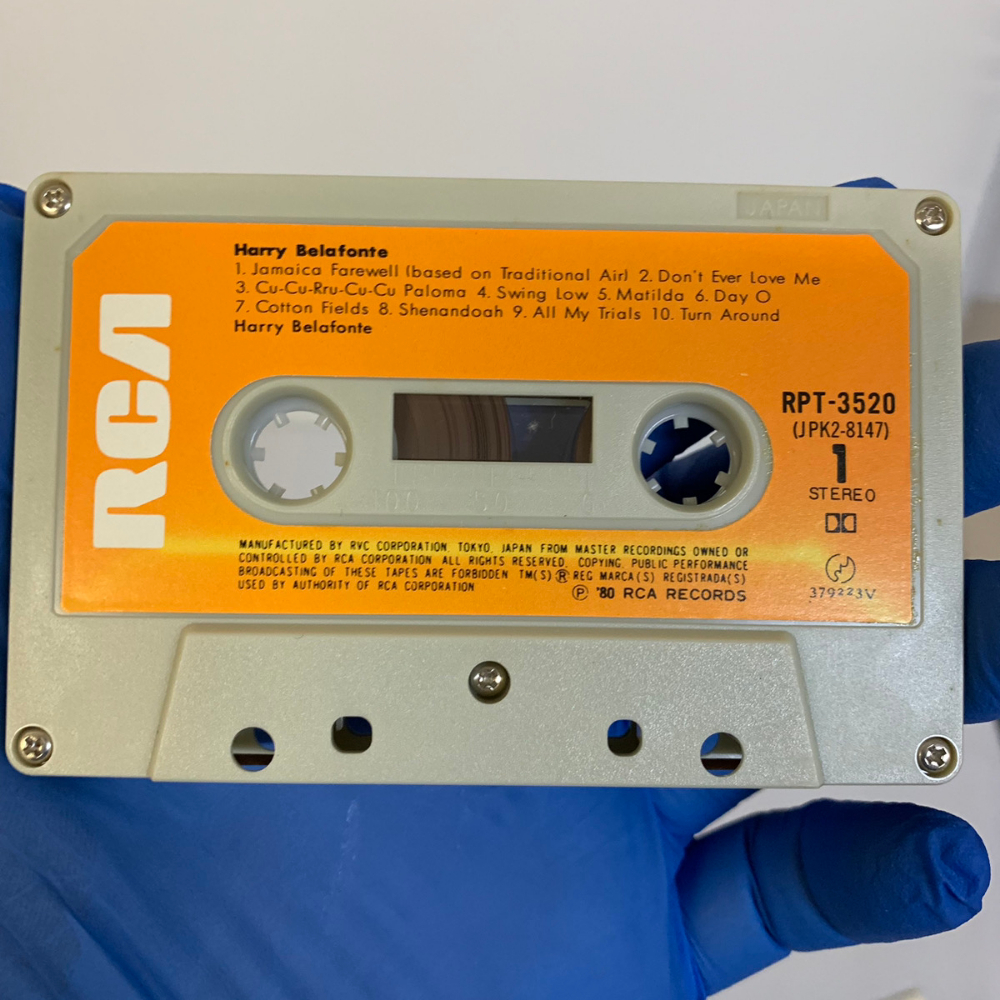 JAPAN
Harry Belafonte
1. Jamaica Farewell (based on Traditional Air) 2. Don't Ever Love Me
3. Cu-Cu-Rru-Cu-Cu Paloma 4. Swing Low 5. Matilda 6. Day O
7. Cotton Fields 8. Shenandoah 9. All My Trials 10. Turn Around
Harry Belafonte
RCA
RPT-3520
(JPK2-8147)
1
STEREO
100 50 0
MANUFACTURED BY RVC CORPORATION, TOKYO, JAPAN FROM MASTER RECORDINGS OWNED OR
CONTROLLED BY RCA CORPORATION ALL RIGHTS RESERVED, COPYING, PUBLIC PERFORMANCE
BROADCASTING OF THESE TAPES ARE FORBIDDEN TM(S) ® REG MARCA(S) REGISTRADA(S)
USED BY AUTHORITY OF RCA CORPORATION
℗ '80 RCA RECORDS
379223V